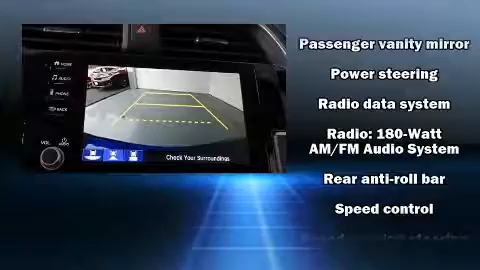 HOME
AUDIO
PHONE
BACK
VOL
AUDIO
Check Your Surroundings
Passenger vanity mirror
Power steering
Radio data system
Radio: 180-Watt
AM/FM Audio System
Rear anti-roll bar
Speed control